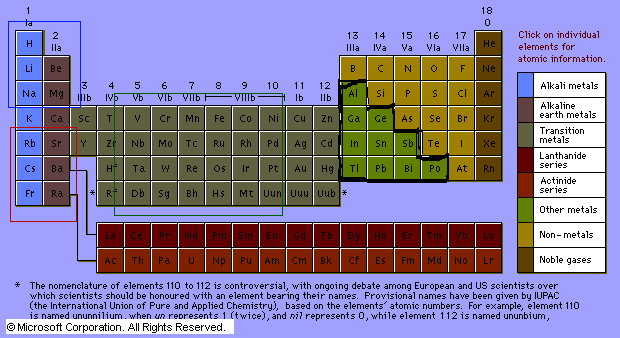 1
Ia
18
0
H
2
IIa
13 14 15 16 17
IIIa IVa Va VIa VIIa
He
Li Be B C N O F Ne
Na Mg
3 4 5 6 7 8 9 10 11 12
IIIb IVb Vb VIb VIIb VIIIb Ib IIb
Al Si P S Cl Ar
K Ca Sc Ti V Cr Mn Fe Co Ni Cu Zn Ga Ge As Se Br Kr
Rb Sr Y Zr Nb Mo Tc Ru Rh Pd Ag Cd In Sn Sb Te I Xe
Cs Ba Hf Ta W Re Os Ir Pt Au Hg Tl Pb Bi Po At Rn
Fr Ra * Rf Db Sg Bh Hs Mt Uun Uuu Uub *
La Ce Pr Nd Pm Sm Eu Gd Tb Dy Ho Er Tm Yb Lu
Ac Th Pa U Np Pu Am Cm Bk Cf Es Fm Md No Lr
Click on individual
elements for
atomic information.
Alkali metals
Alkaline
earth metals
Transition
metals
Lanthanide
series
Actinide
series
Other metals
Non-metals
Noble gases
* The nomenclature of elements 110 to 112 is controversial, with ongoing debate among European and US scientists over
which scientists should be honoured with an element bearing their names. Provisional names have been given by IUPAC
(the International Union of Pure and Applied Chemistry), based on the elements' atomic numbers. For example, element 110
is named ununnilium, when un represents 1 (twice), and nil represents 0, while element 112 is named ununbium,
© Microsoft Corporation. All Rights Reserved.